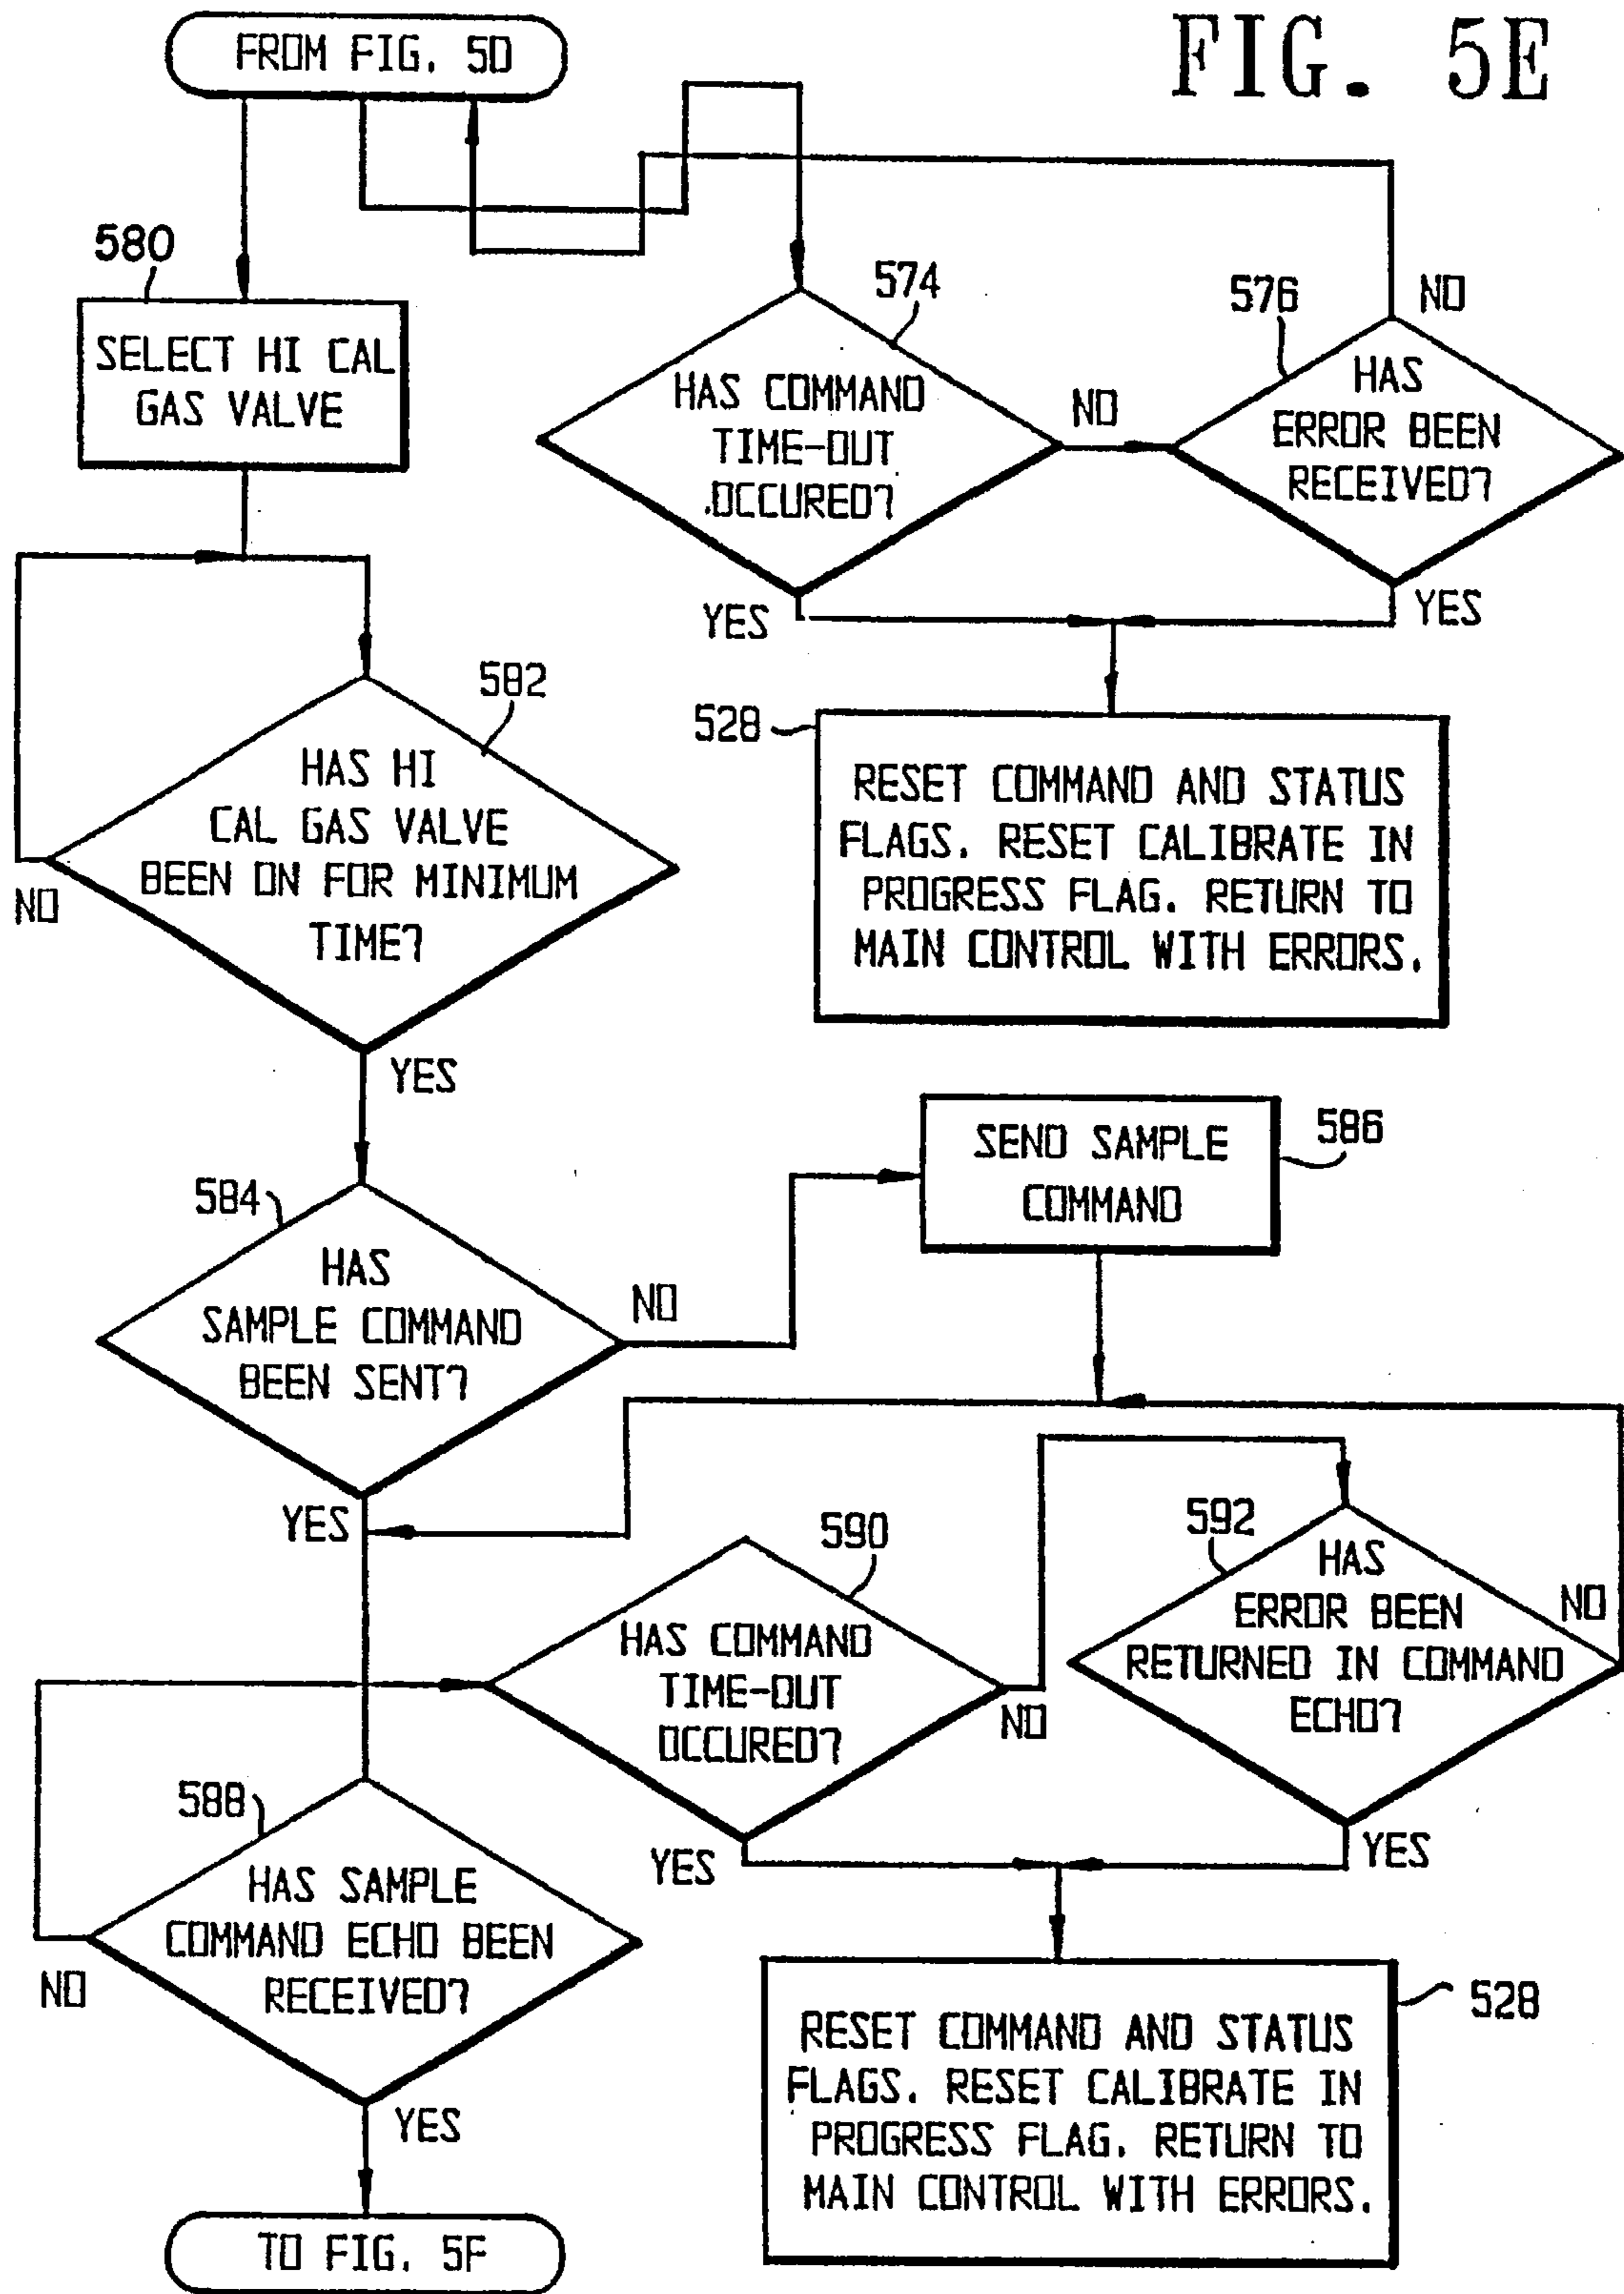 FIG. 5E
FROM FIG. 5D
580
SELECT HI CAL
GAS VALVE
574
HAS COMMAND
TIME-OUT
OCCURED?
NO
576
HAS
ERROR BEEN
RECEIVED?
NO
YES
YES
528
RESET COMMAND AND STATUS
FLAGS. RESET CALIBRATE IN
PROGRESS FLAG. RETURN TO
MAIN CONTROL WITH ERRORS.
582
HAS HI
CAL GAS VALVE
BEEN ON FOR MINIMUM
TIME?
NO
YES
584
HAS
SAMPLE COMMAND
BEEN SENT?
NO
YES
586
SEND SAMPLE
COMMAND
590
HAS COMMAND
TIME-OUT
OCCURED?
NO
YES
592
HAS
ERROR BEEN
RETURNED IN COMMAND
ECHO?
NO
YES
588
HAS SAMPLE
COMMAND ECHO BEEN
RECEIVED?
NO
YES
528
RESET COMMAND AND STATUS
FLAGS. RESET CALIBRATE IN
PROGRESS FLAG. RETURN TO
MAIN CONTROL WITH ERRORS.
TO FIG. 5F